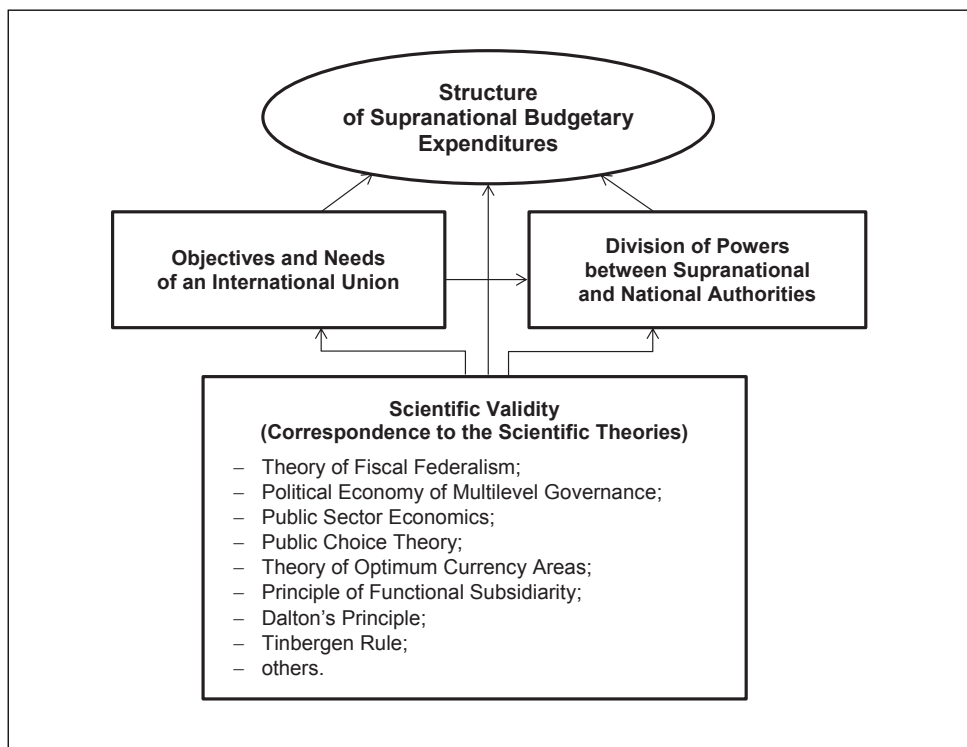 Structure
of Supranational Budgetary
Expenditures
Objectives and Needs
of an International Union
Division of Powers
between Supranational
and National Authorities
Scientific Validity
(Correspondence to the Scientific Theories)
– Theory of Fiscal Federalism;
– Political Economy of Multilevel Governance;
– Public Sector Economics;
– Public Choice Theory;
– Theory of Optimum Currency Areas;
– Principle of Functional Subsidiarity;
– Dalton’s Principle;
– Tinbergen Rule;
– others.